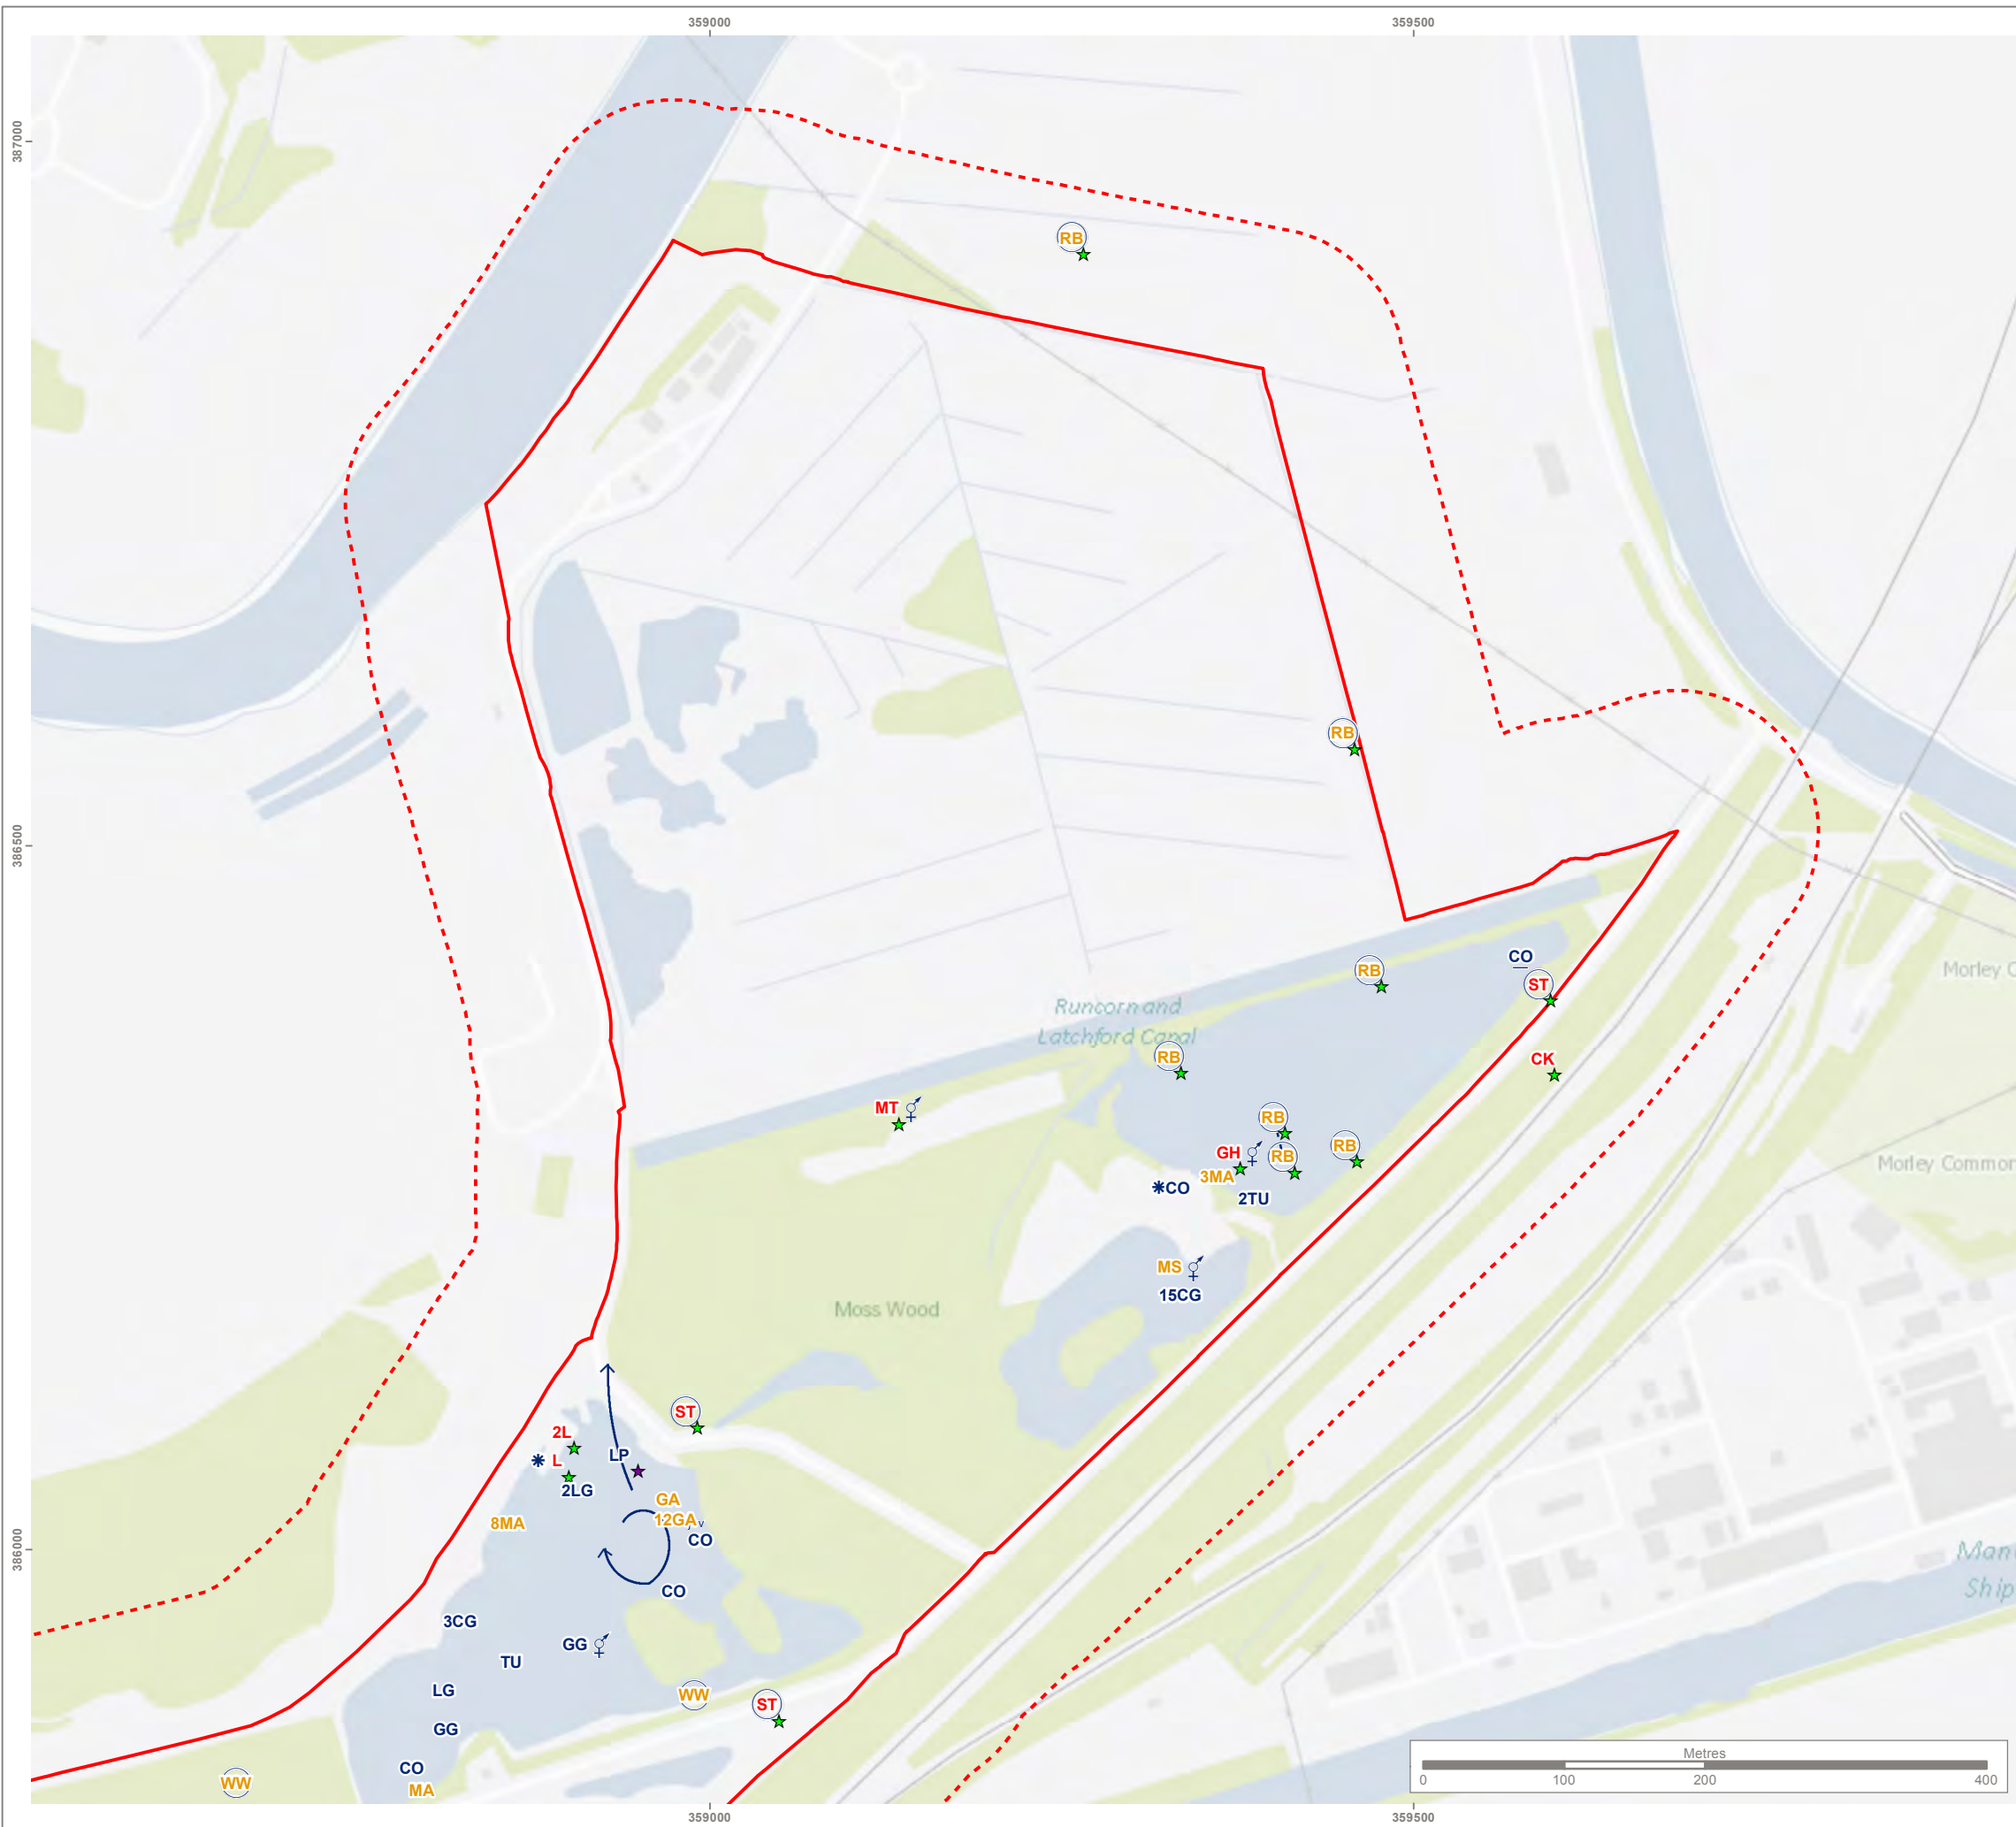 359000
359500
387000
RB
RB
386500
CO
ST
RB
Morley C
Runcorn and
Latchford Canal
RB
CK
MT
RB
RB
GH
RB
3MA
CO
2TU
Morley Common
MS
15CG
Moss Wood
ST
2L
LP
L
2LG
GA
12GA
8MA
CO
386000
Man
Ship
CO
3CG
GG
TU
LG
WW
ST
GG
CO
WW
MA
Metres
0
100
200
400
359000
359500